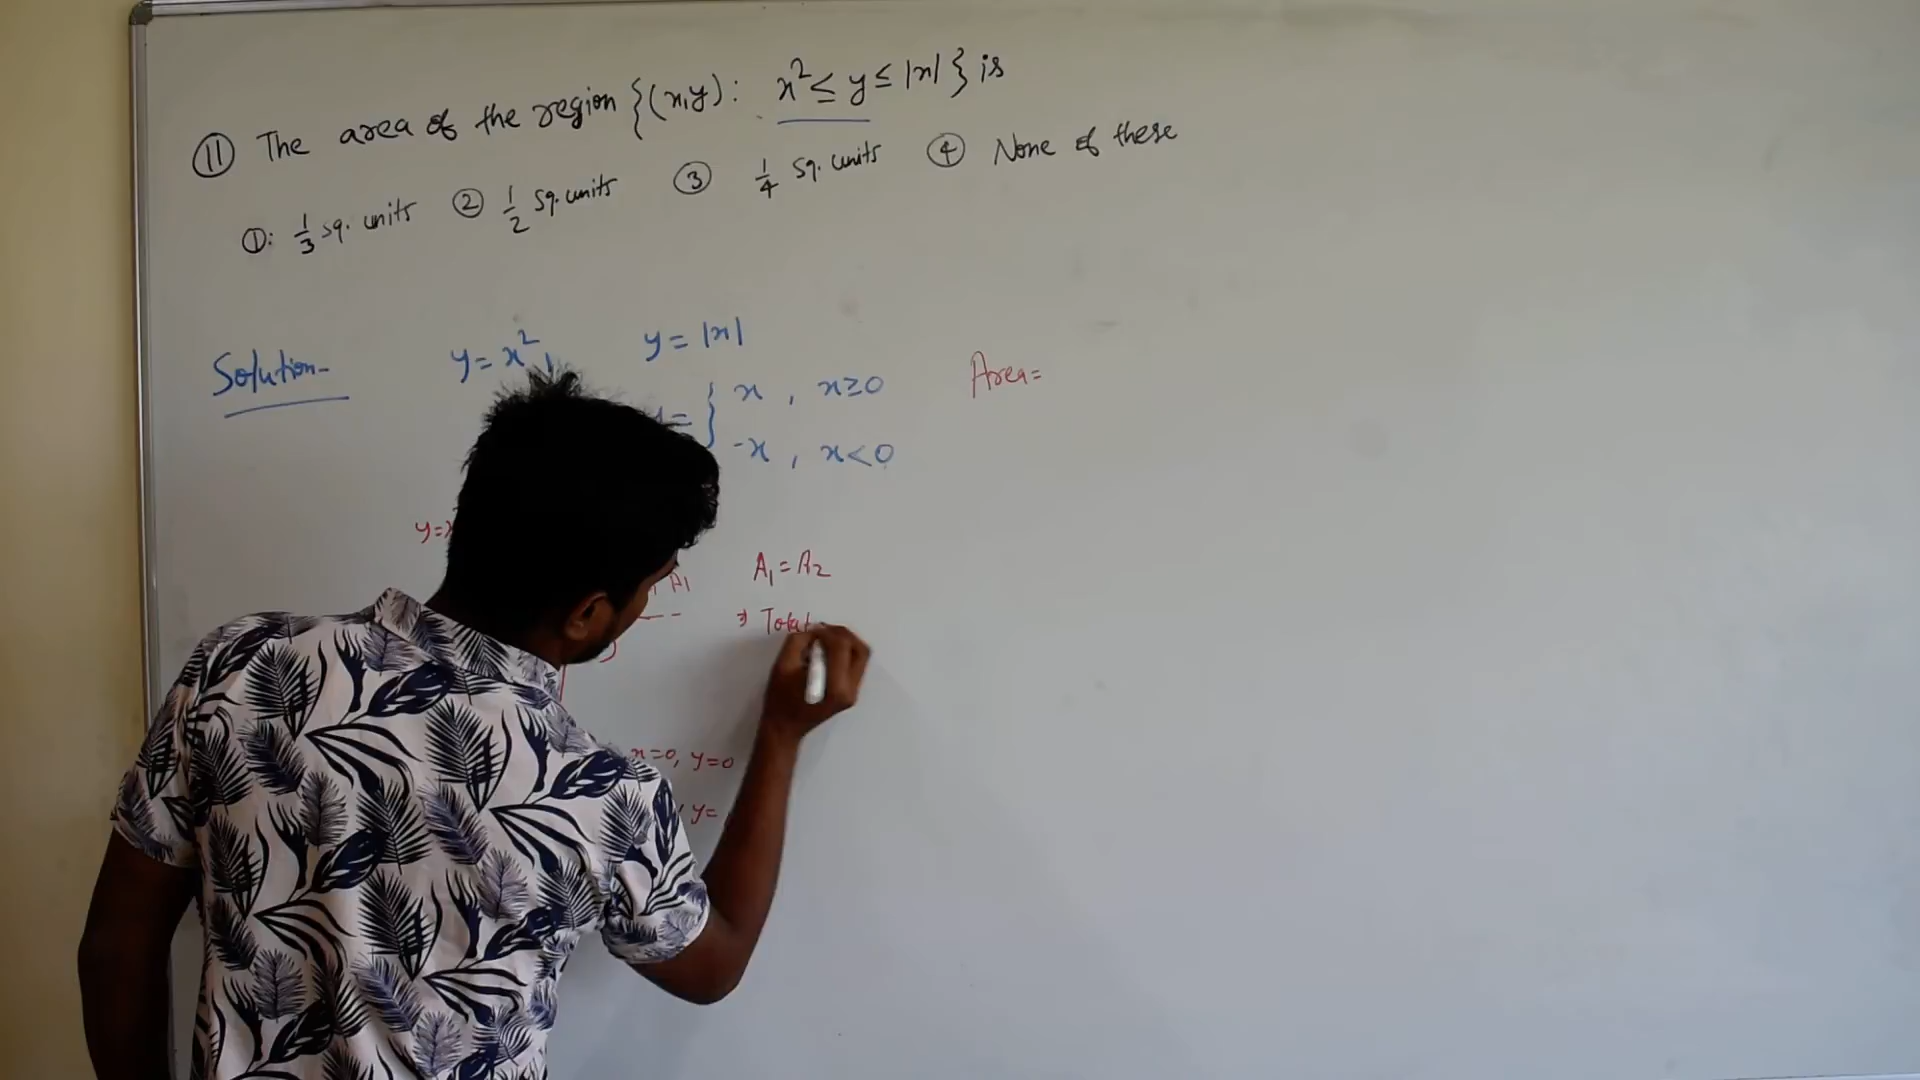 ⑪ The area of the region {(x,y): x² ≤ y ≤ |x|} is
①: 1/3 sq. units ② 1/2 sq. units ③ 1/4 sq. units ④ None of these
Solution- y = x², y = |x|
= { x , x≥0
-x , x<0
Area=
y=x
A₁
A₁ = A₂
⇒ Total
x=0, y=0
y=